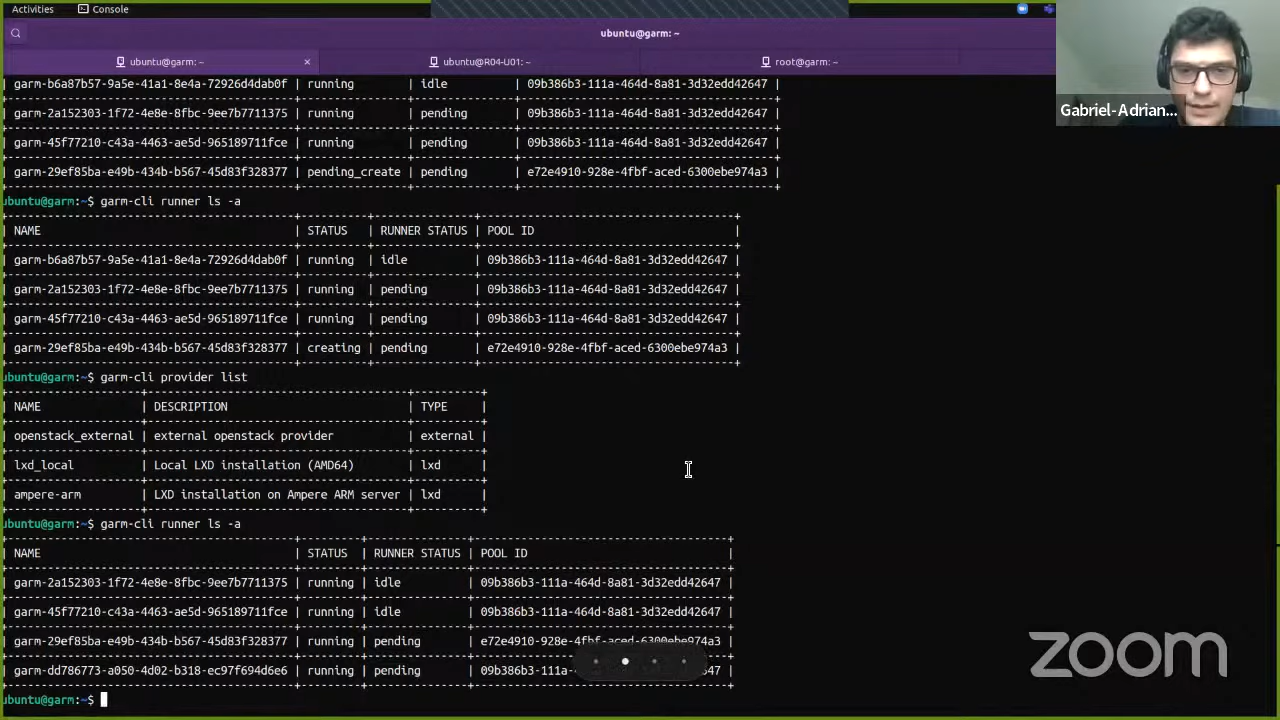 Activities Console
ubuntu@garm: ~
ubuntu@garm: ~ × ubuntu@R04-U01: ~ root@garm: ~
| garm-b6a87b57-9a5e-41a1-8e4a-72926d4dab0f | running | idle | 09b386b3-111a-464d-8a81-3d32edd42647 |
Gabriel-Adrian...
| garm-2a152303-1f72-4e8e-8fbc-9ee7b7711375 | running | pending | 09b386b3-111a-464d-8a81-3d32edd42647 |
| garm-45f77210-c43a-4463-ae5d-965189711fce | running | pending | 09b386b3-111a-464d-8a81-3d32edd42647 |
| garm-29ef85ba-e49b-434b-b567-45d83f328377 | pending_create | pending | e72e4910-928e-4fbf-aced-6300ebe974a3 |
ubuntu@garm:~$ garm-cli runner ls -a
| NAME | STATUS | RUNNER STATUS | POOL ID |
| garm-b6a87b57-9a5e-41a1-8e4a-72926d4dab0f | running | idle | 09b386b3-111a-464d-8a81-3d32edd42647 |
| garm-2a152303-1f72-4e8e-8fbc-9ee7b7711375 | running | pending | 09b386b3-111a-464d-8a81-3d32edd42647 |
| garm-45f77210-c43a-4463-ae5d-965189711fce | running | pending | 09b386b3-111a-464d-8a81-3d32edd42647 |
| garm-29ef85ba-e49b-434b-b567-45d83f328377 | creating | pending | e72e4910-928e-4fbf-aced-6300ebe974a3 |
ubuntu@garm:~$ garm-cli provider list
| NAME | DESCRIPTION | TYPE |
| openstack_external | external openstack provider | external |
| lxd_local | Local LXD installation (AMD64) | lxd |
| ampere-arm | LXD installation on Ampere ARM server | lxd |
ubuntu@garm:~$ garm-cli runner ls -a
| NAME | STATUS | RUNNER STATUS | POOL ID |
| garm-2a152303-1f72-4e8e-8fbc-9ee7b7711375 | running | idle | 09b386b3-111a-464d-8a81-3d32edd42647 |
| garm-45f77210-c43a-4463-ae5d-965189711fce | running | idle | 09b386b3-111a-464d-8a81-3d32edd42647 |
| garm-29ef85ba-e49b-434b-b567-45d83f328377 | running | pending | e72e4910-928e-4fbf-aced-6300ebe974a3 |
| garm-dd786773-a050-4d02-b318-ec97f694d6e6 | running | pending | 47 |
zoom
ubuntu@garm:~$